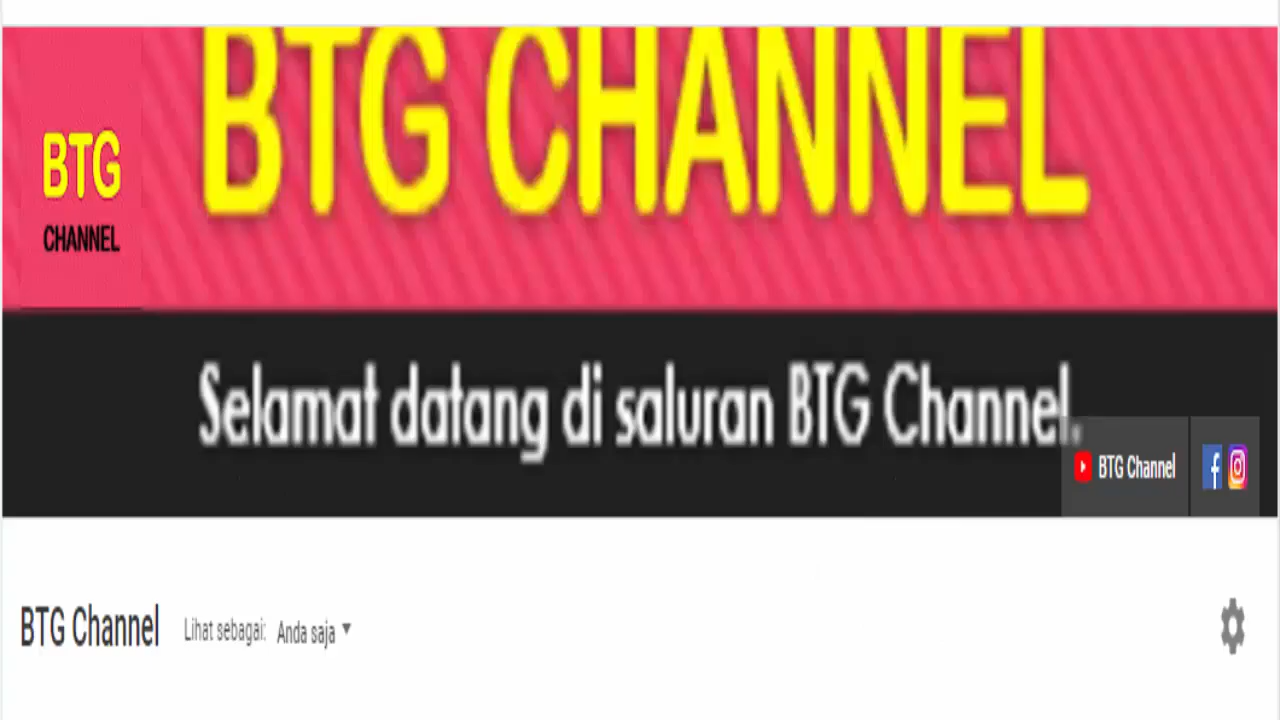 BTG CHANNEL
BTG
CHANNEL
Selamat datang di saluran BTG Channel.
BTG Channel
BTG Channel Lihat sebagai: Anda saja